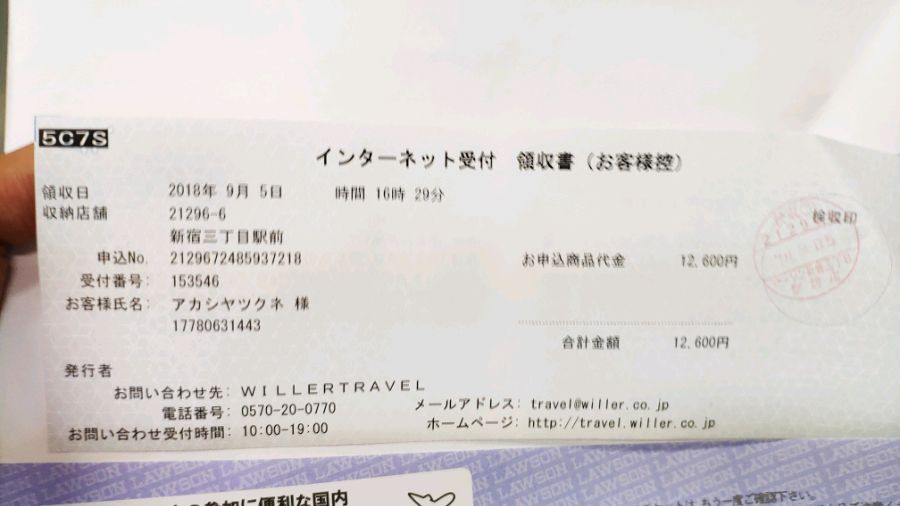 5C7S
インターネット受付 領収書（お客様控）
領収日 2018年 9月 5日 時間 16時 29分
収納店舗 21296-6
新宿三丁目駅前
検収印
申込No. 2129672485937218
お申込商品代金 12,600円
受付番号: 153546
お客様氏名: アカシヤツクネ 様
17780631443
合計金額 12,600円
発行者
お問い合わせ先: WILLERTRAVEL
電話番号: 0570-20-0770
メールアドレス: travel@willer.co.jp
お問い合わせ受付時間: 10:00-19:00
ホームページ: http://travel.willer.co.jp
LAWSON LAWSON LAWSON LAWSON LAWSON
の参加に便利な国内
もう一度ご確認下さい。